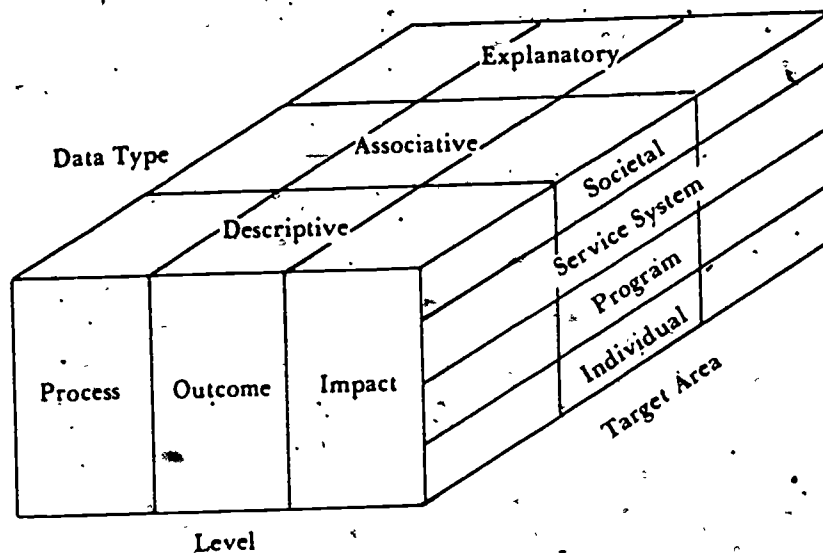 Explanatory
Data Type
Associative
Societal
Descriptive
Service System
Program
Individual
Process
Outcome
Impact
Target Area
Level